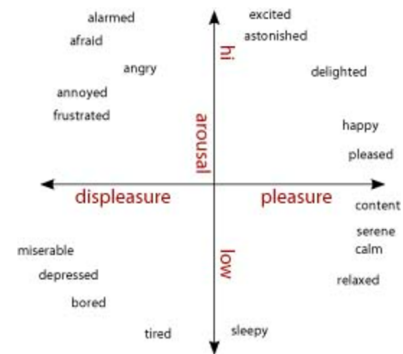 alarmed
excited
afraid
astonished
hi
angry
delighted
annoyed
frustrated
arousal
happy
pleased
displeasure
pleasure
content
serene
calm
miserable
low
depressed
relaxed
bored
tired
sleepy